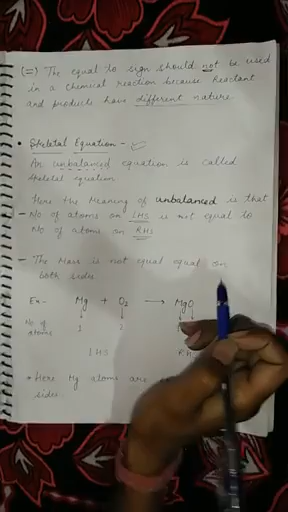 (=) The equal to sign should not be used
in a chemical reaction because Reactant
and products have different nature
• Skeletal Equation -
An unbalanced equation is called
skeletal equation.
Here the Meaning of unbalanced is that
- No of atoms on LHS is not equal to
No of atoms on RHS
- The Mass is not equal equal on
both sides.
Ex - Mg + O2 → MgO
No of 1 2
atoms
LHS RH
* Here Mg atoms are
sides.